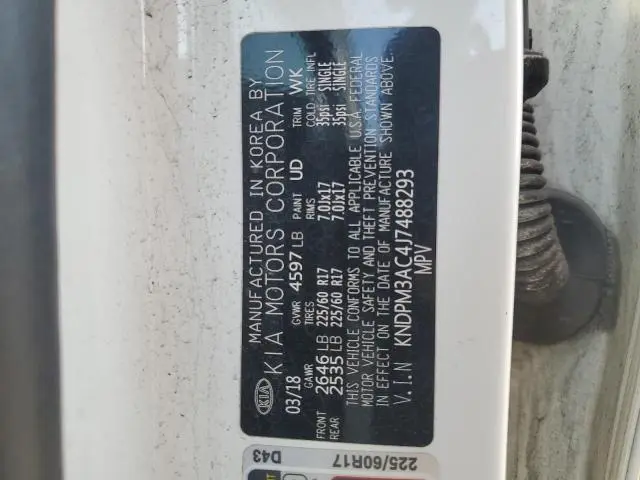 KIA
MANUFACTURED IN KOREA BY
KIA MOTORS CORPORATION
03/18 GVWR 4597 LB PAINT UD TRIM WK
GAWR TIRES RIMS COLD TIRE INFL
FRONT 2646 LB 225/60 R17 7.0Jx17 35psi SINGLE
REAR 2535 LB 225/60 R17 7.0Jx17 35psi SINGLE
THIS VEHICLE CONFORMS TO ALL APPLICABLE U.S.A. FEDERAL
MOTOR VEHICLE SAFETY AND THEFT PREVENTION STANDARDS
IN EFFECT ON THE DATE OF MANUFACTURE SHOWN ABOVE.
V.I.N KNDPM3AC4J7488293
MPV
D43
225/60R17